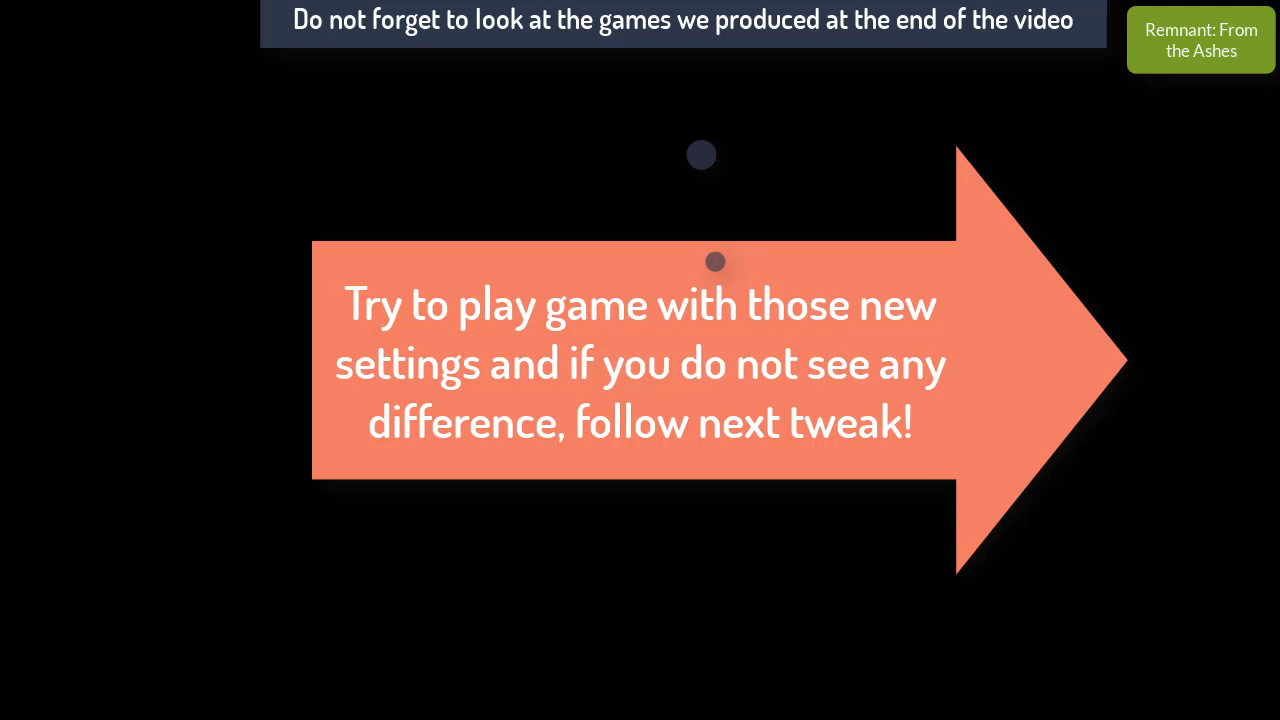 Do not forget to look at the games we produced at the end of the video
Remnant: From
the Ashes
Try to play game with those new
settings and if you do not see any
difference, follow next tweak!